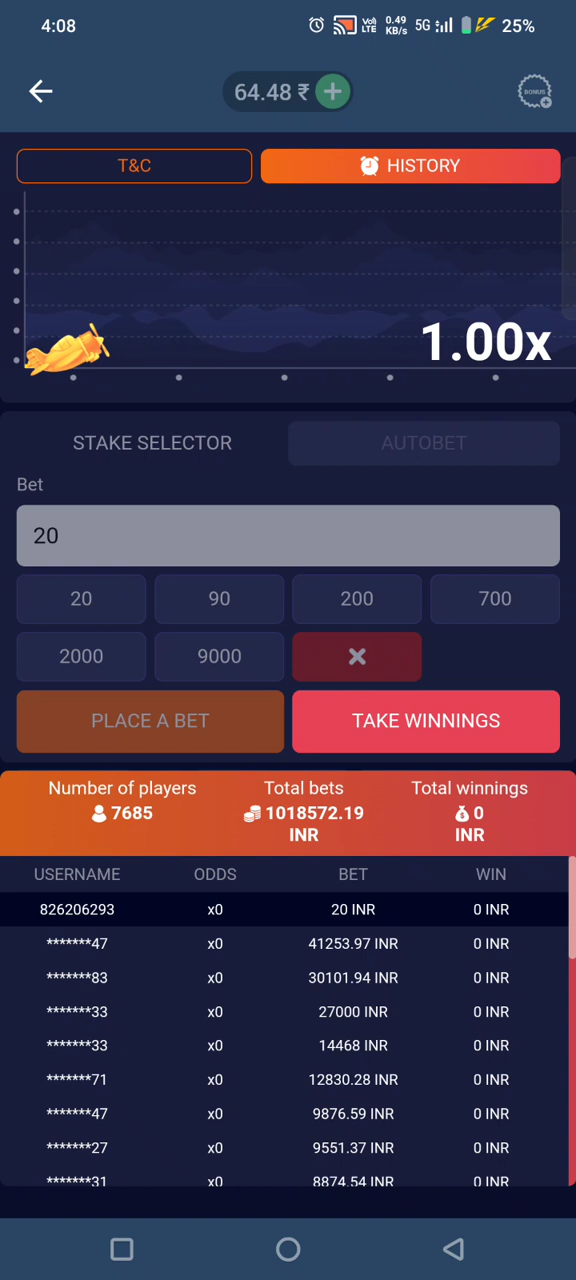 4:08
Vo) LTE 0.49 KB/s 5G 25%
64.48 ₹
BONUS
T&C
HISTORY
1.00x
STAKE SELECTOR
AUTOBET
Bet
20
20 90 200 700
2000 9000
PLACE A BET
TAKE WINNINGS
Number of players Total bets Total winnings
7685 1018572.19 0
INR INR
USERNAME ODDS BET WIN
826206293 x0 20 INR 0 INR
*******47 x0 41253.97 INR 0 INR
*******83 x0 30101.94 INR 0 INR
*******33 x0 27000 INR 0 INR
*******33 x0 14468 INR 0 INR
*******71 x0 12830.28 INR 0 INR
*******47 x0 9876.59 INR 0 INR
*******27 x0 9551.37 INR 0 INR
*******31 x0 8874.54 INR 0 INR